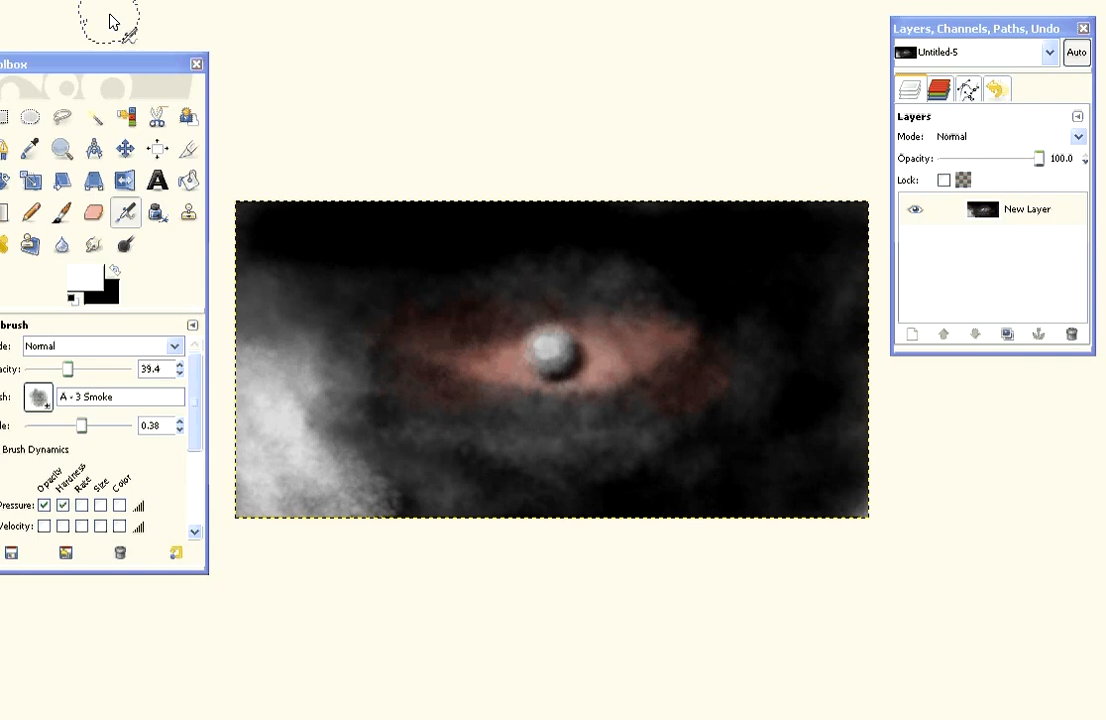 Layers, Channels, Paths, Undo
Untitled-5
Auto
Layers
Mode: Normal
Opacity: 100.0
Lock:
New Layer
olbox
brush
de: Normal
acity: 39.4
sh: A - 3 Smoke
le: 0.38
Brush Dynamics
Opacity
Hardness
Rate
Size
Color
Pressure:
Velocity: